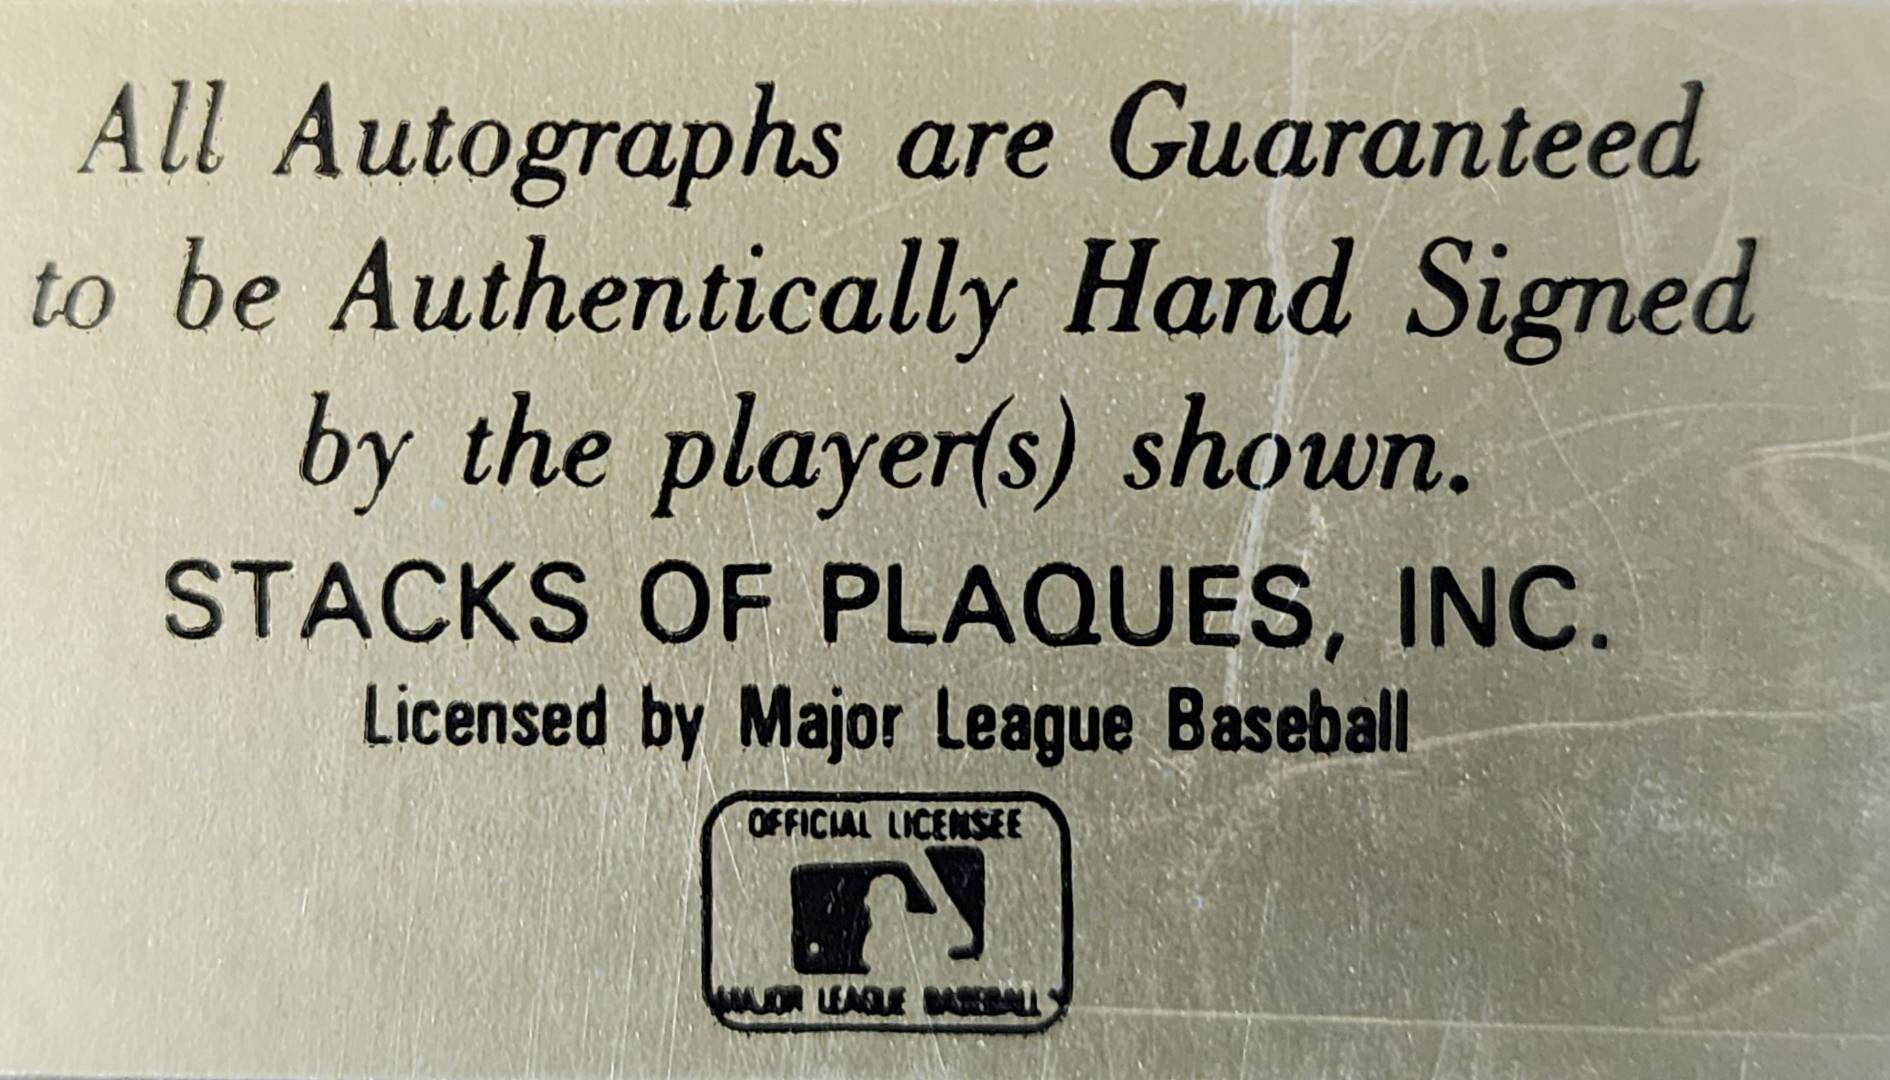 All Autographs are Guaranteed
to be Authentically Hand Signed
by the player(s) shown.
STACKS OF PLAQUES, INC.
Licensed by Major League Baseball
OFFICIAL LICENSEE
MAJOR LEAGUE BASEBALL